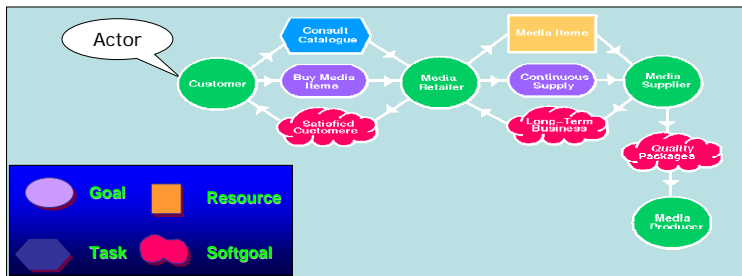 Actor
Consult
Catalogue
Media Items
Customer
Buy Media
Items
Media
Retailer
Continuous
Supply
Media
Supplier
Satisfied
Customers
Long-Term
Business
Quality
Packages
Goal
Resource
Media
Producer
Task
Softgoal